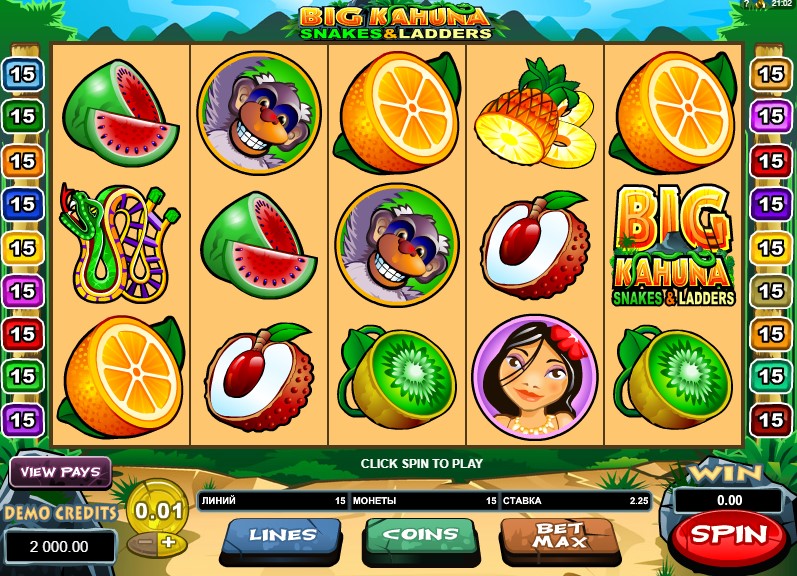 BIG KAHUNA
SNAKES & LADDERS
? 21:02
15 15
15 15
15 15
15 BIG 15
15 KAHUNA 15
SNAKES & LADDERS
15 15
15 15
15 15
15 15
VIEW PAYS
CLICK SPIN TO PLAY
WIN
DEMO CREDITS
0.01
ЛИНИЙ 15 МОНЕТЫ 15 СТАВКА 2.25
0.00
2 000.00
- +
LINES
COINS
BET MAX
SPIN